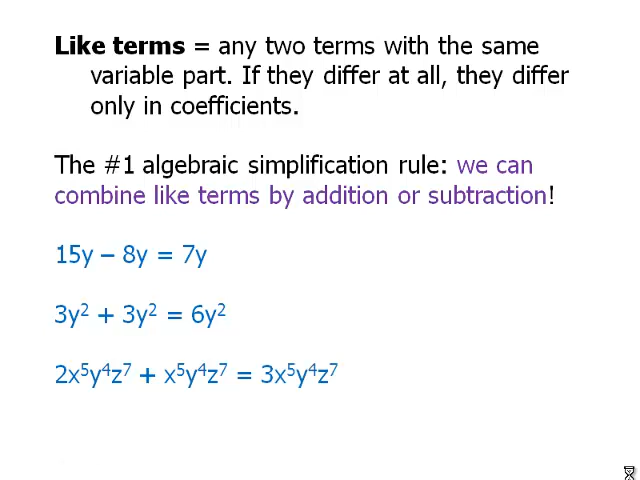 Like terms = any two terms with the same
variable part. If they differ at all, they differ
only in coefficients.
The #1 algebraic simplification rule: we can
combine like terms by addition or subtraction!
15y – 8y = 7y
3y² + 3y² = 6y²
2x⁵y⁴z⁷ + x⁵y⁴z⁷ = 3x⁵y⁴z⁷